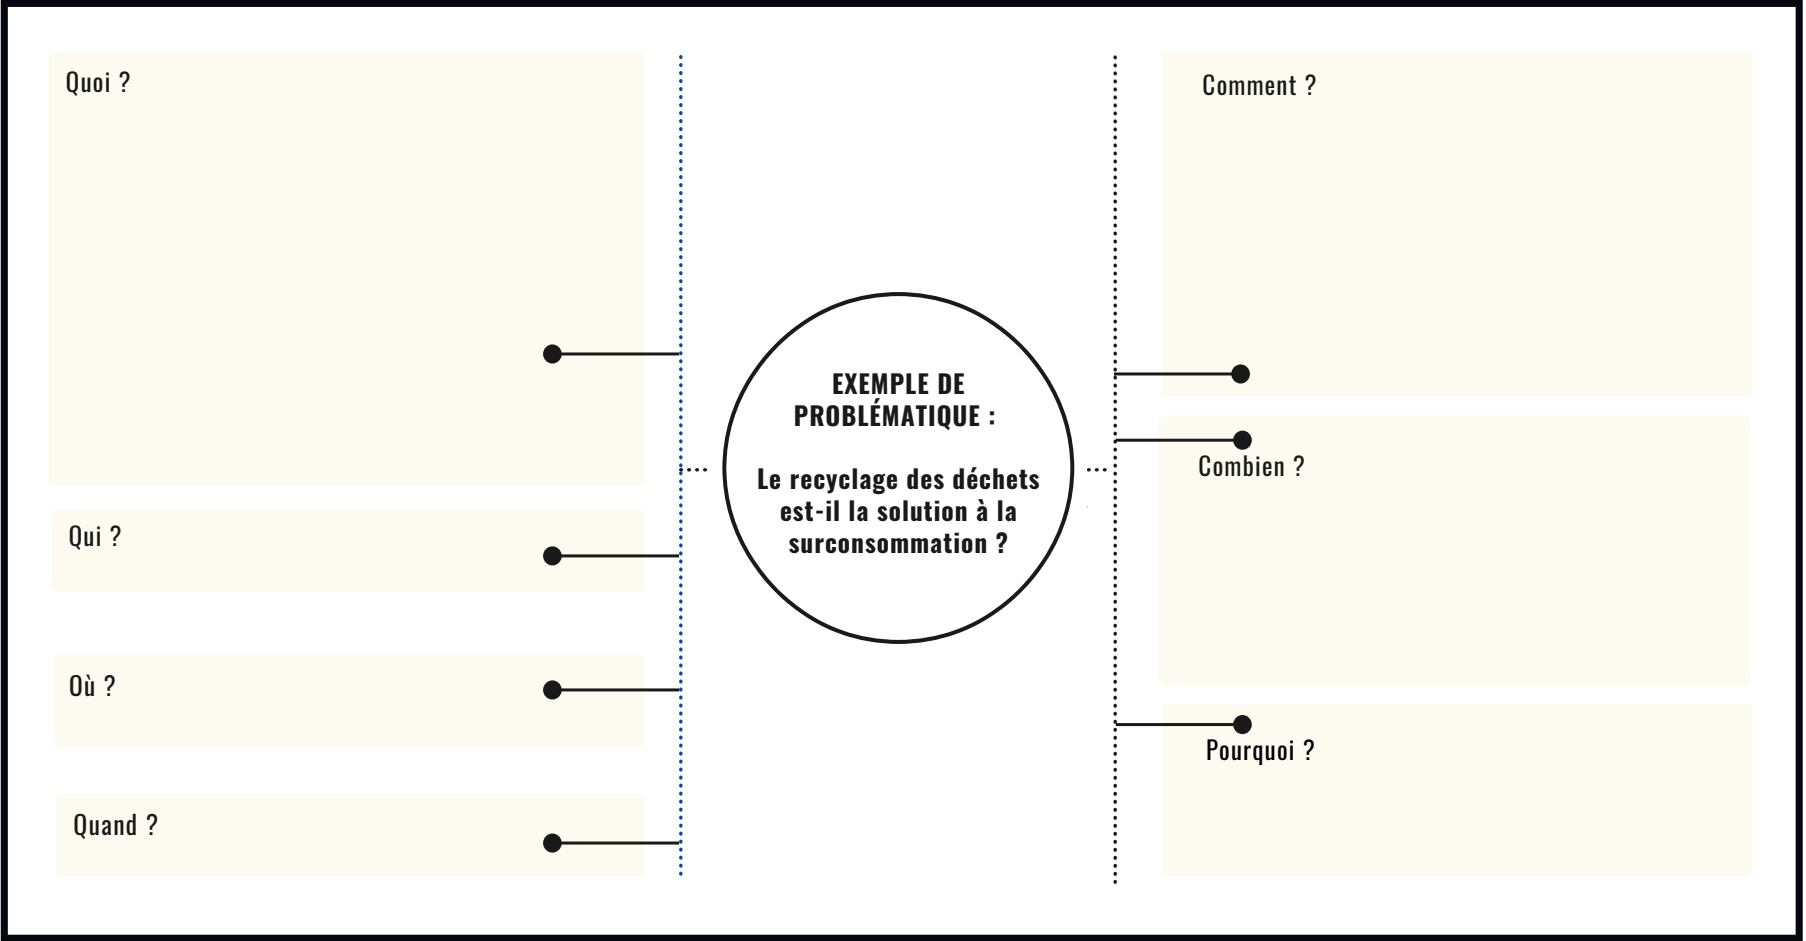 Quoi ?
Qui ?
Où ?
Quand ?
EXEMPLE DE
PROBLÉMATIQUE :
Le recyclage des déchets
est-il la solution à la
surconsommation ?
Comment ?
Combien ?
Pourquoi ?